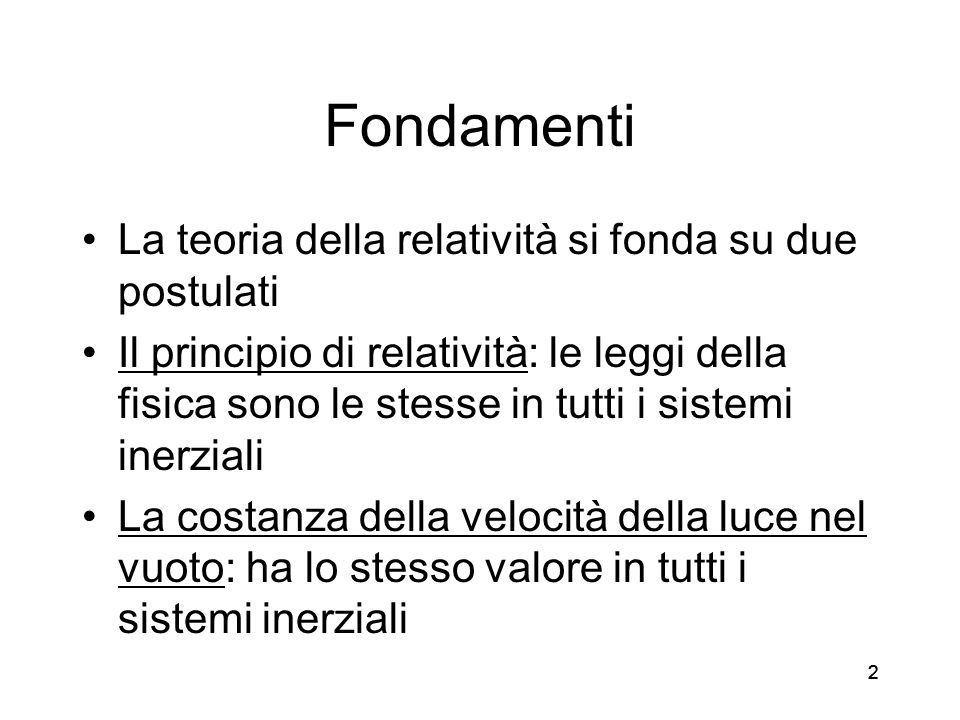 Fondamenti
• La teoria della relatività si fonda su due
postulati
• Il principio di relatività: le leggi della
fisica sono le stesse in tutti i sistemi
inerziali
• La costanza della velocità della luce nel
vuoto: ha lo stesso valore in tutti i
sistemi inerziali
2